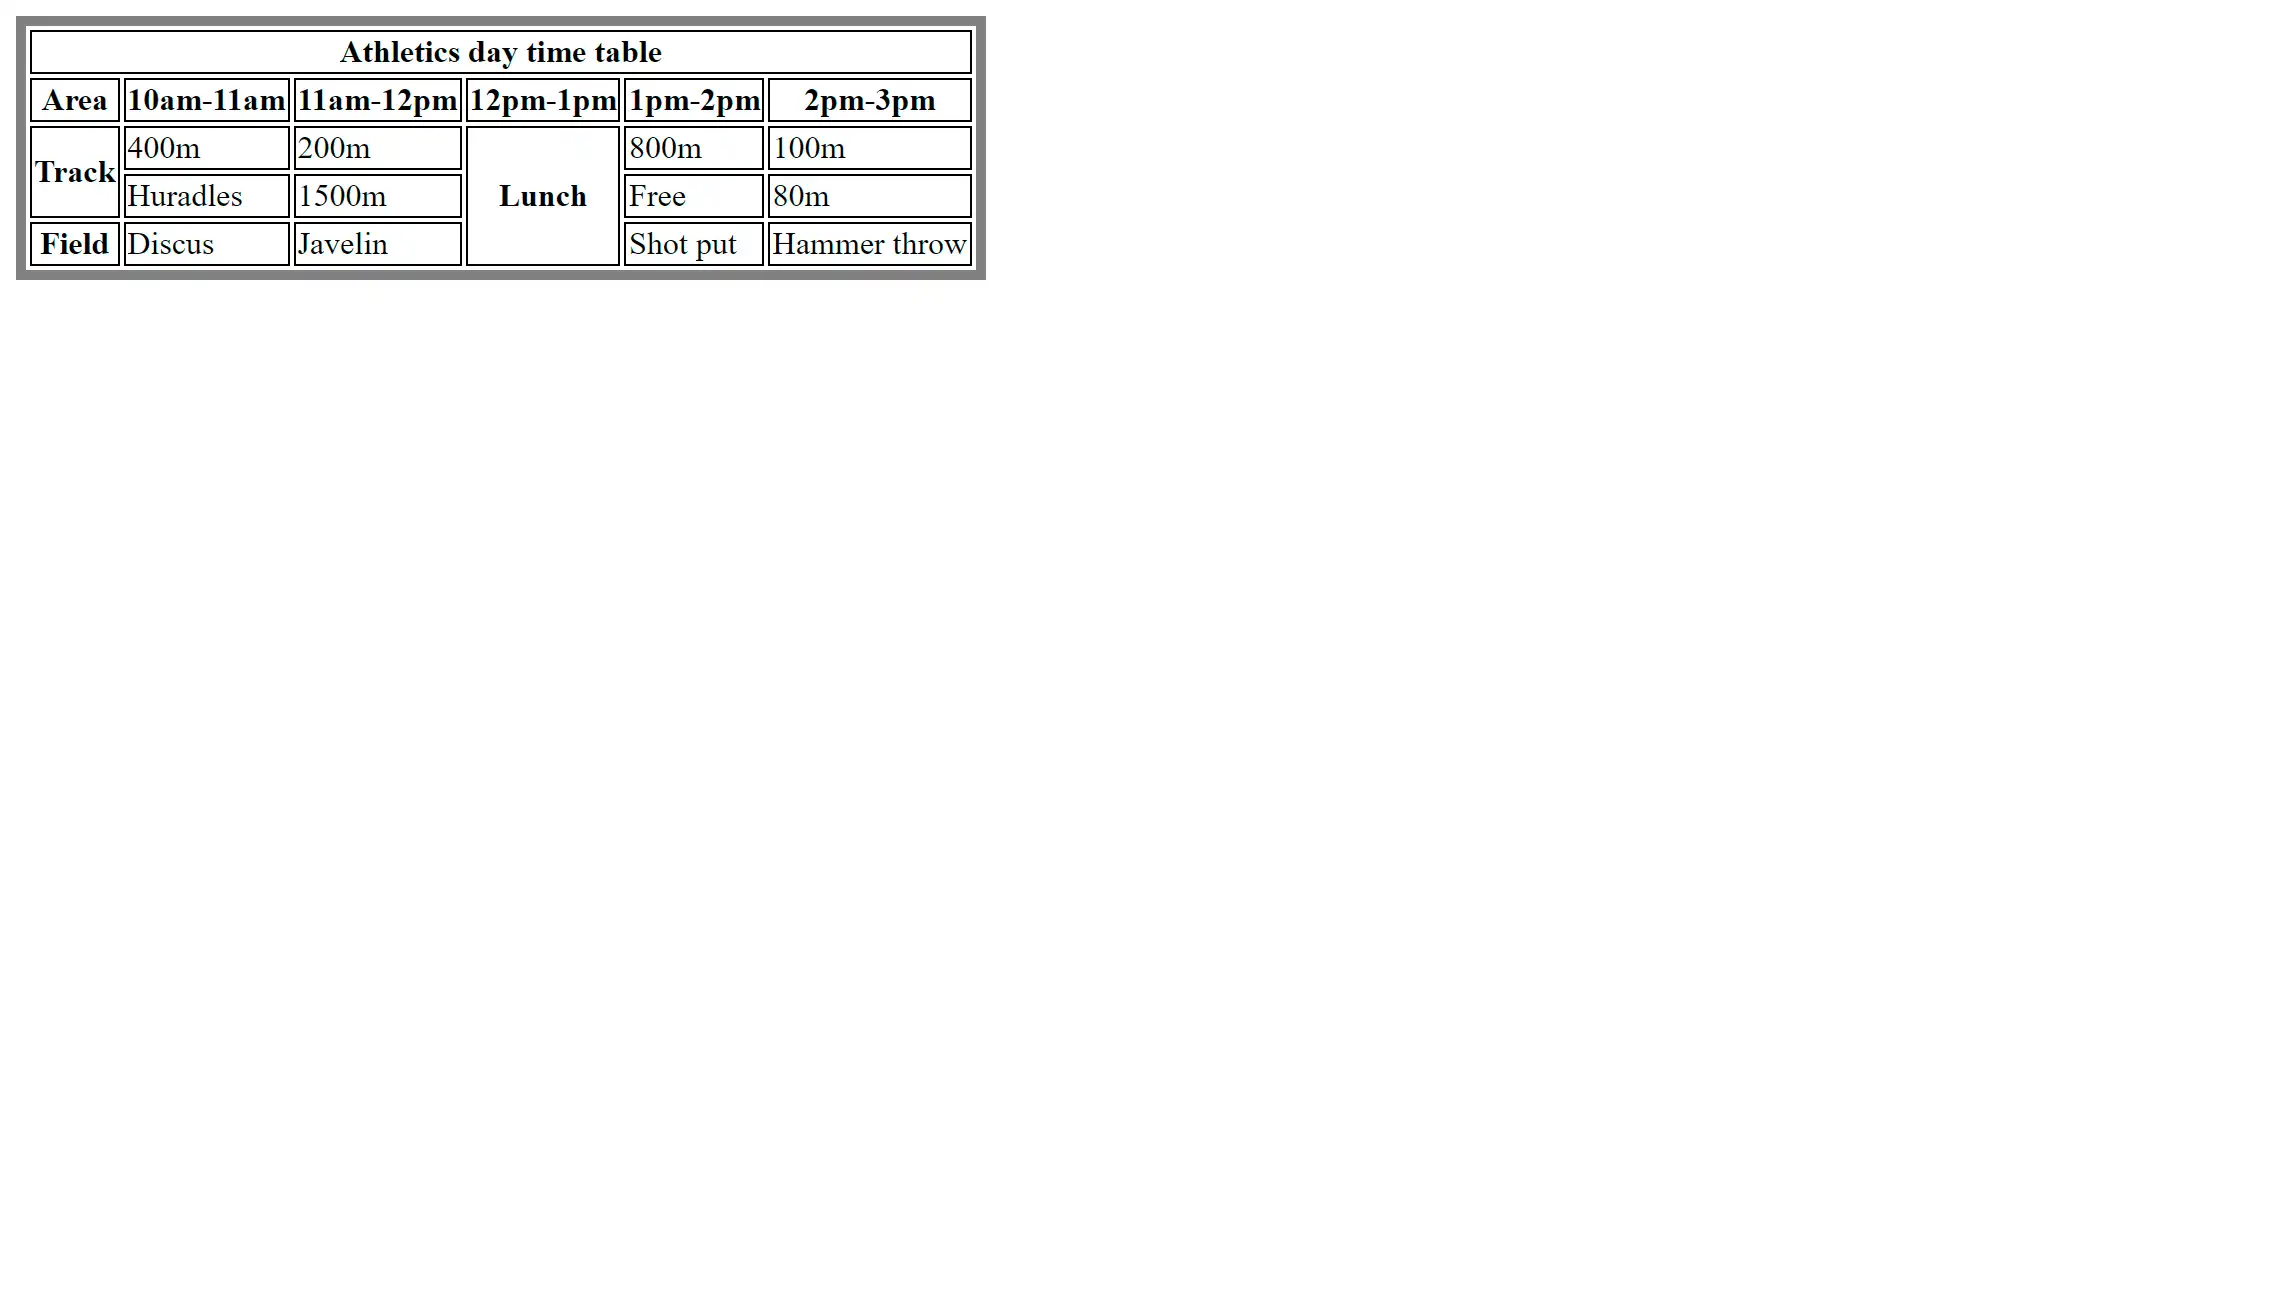 Athletics day time table
Area 10am-11am 11am-12pm 12pm-1pm 1pm-2pm 2pm-3pm
Track 400m 200m Lunch 800m 100m
Huradles 1500m Free 80m
Field Discus Javelin Shot put Hammer throw